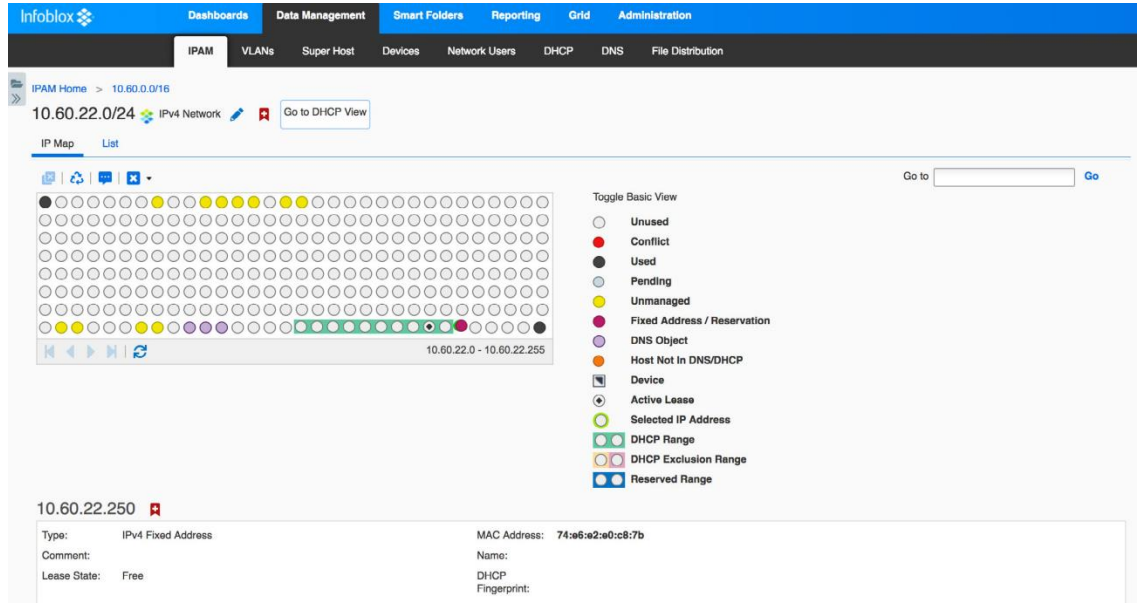 Infoblox Dashboards Data Management Smart Folders Reporting Grid Administration
IPAM VLANs Super Host Devices Network Users DHCP DNS File Distribution
IPAM Home > 10.60.0.0/16
10.60.22.0/24 IPv4 Network Go to DHCP View
IP Map List
Go to Go
Toggle Basic View
Unused
Conflict
Used
Pending
Unmanaged
Fixed Address / Reservation
DNS Object
Host Not In DNS/DHCP
Device
Active Lease
Selected IP Address
DHCP Range
DHCP Exclusion Range
Reserved Range
10.60.22.0 - 10.60.22.255
10.60.22.250
Type: IPv4 Fixed Address MAC Address: 74:e6:e2:e0:c8:7b
Comment: Name:
Lease State: Free DHCP
Fingerprint: